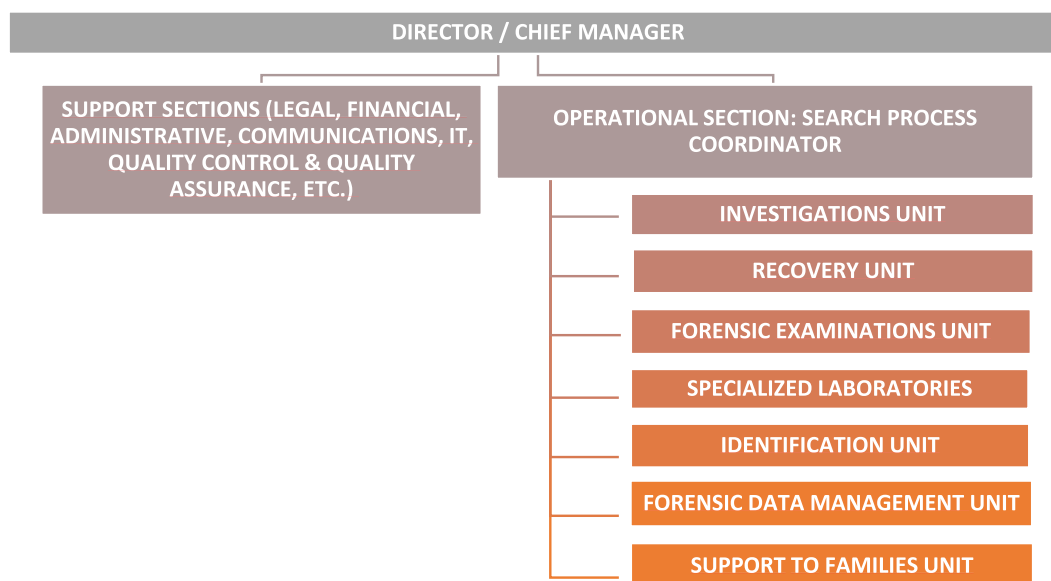 DIRECTOR / CHIEF MANAGER
SUPPORT SECTIONS (LEGAL, FINANCIAL,
ADMINISTRATIVE, COMMUNICATIONS, IT,
QUALITY CONTROL & QUALITY
ASSURANCE, ETC.)
OPERATIONAL SECTION: SEARCH PROCESS
COORDINATOR
INVESTIGATIONS UNIT
RECOVERY UNIT
FORENSIC EXAMINATIONS UNIT
SPECIALIZED LABORATORIES
IDENTIFICATION UNIT
FORENSIC DATA MANAGEMENT UNIT
SUPPORT TO FAMILIES UNIT